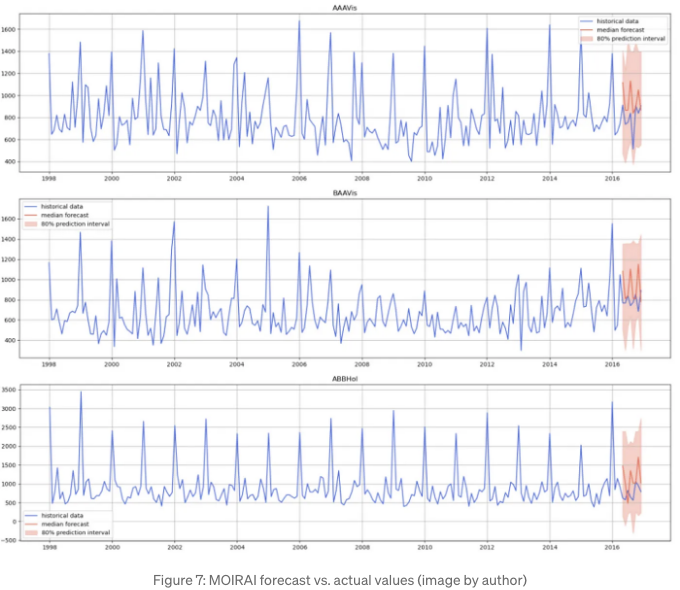 AAAVis
historical data
median forecast
80% prediction interval
1600
1400
1200
1000
800
600
400
1998 2000 2002 2004 2006 2008 2010 2012 2014 2016
BAAVis
historical data
median forecast
80% prediction interval
1600
1400
1200
1000
800
600
400
1998 2000 2002 2004 2006 2008 2010 2012 2014 2016
ABBHol
3500
3000
2500
2000
1500
1000
500
0
−500
historical data
median forecast
80% prediction interval
1998 2000 2002 2004 2006 2008 2010 2012 2014 2016
Figure 7: MOIRAI forecast vs. actual values (image by author)